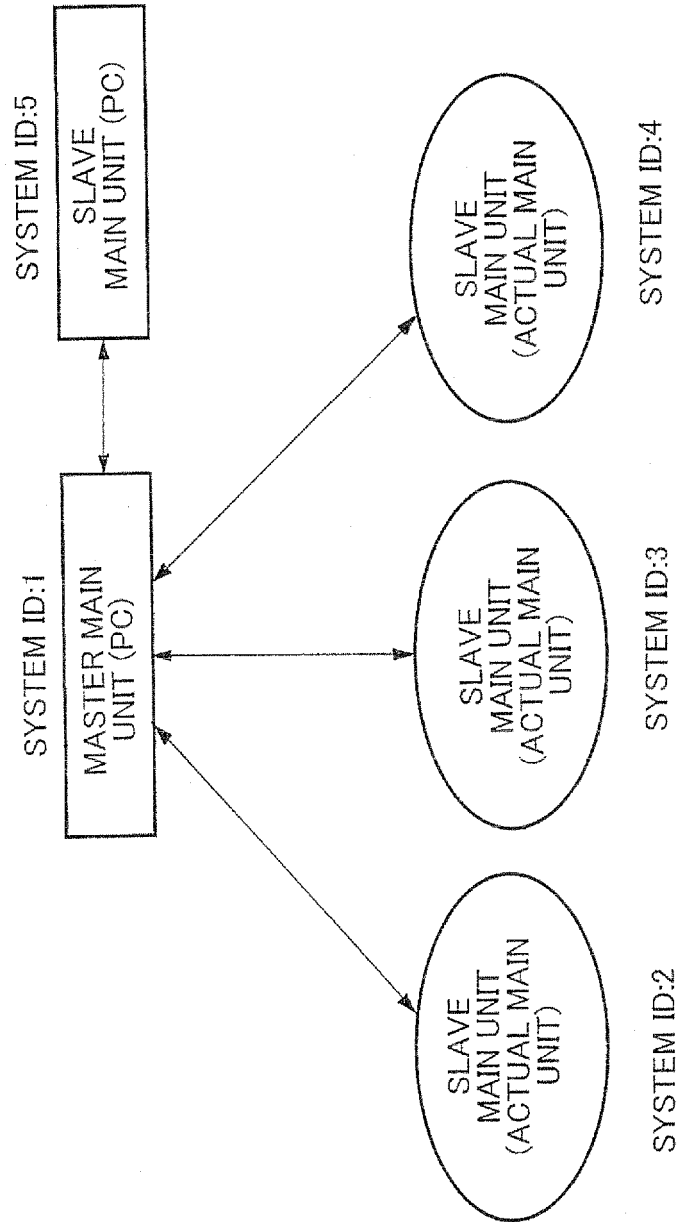 SYSTEM ID:1
MASTER MAIN
UNIT (PC)
SYSTEM ID:5
SLAVE
MAIN UNIT (PC)
SLAVE
MAIN UNIT
(ACTUAL MAIN
UNIT)
SYSTEM ID:2
SLAVE
MAIN UNIT
(ACTUAL MAIN
UNIT)
SYSTEM ID:3
SLAVE
MAIN UNIT
(ACTUAL MAIN
UNIT)
SYSTEM ID:4